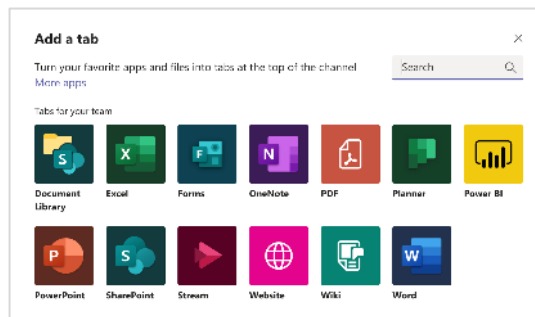 Add a tab
Turn your favorite apps and files into tabs at the top of the channel
Search
More apps
Tabs for your team
S
X
F
N
Document Library
Excel
Forms
OneNote
PDF
Planner
Power BI
P
S
W
PowerPoint
SharePoint
Stream
Website
Wiki
Word